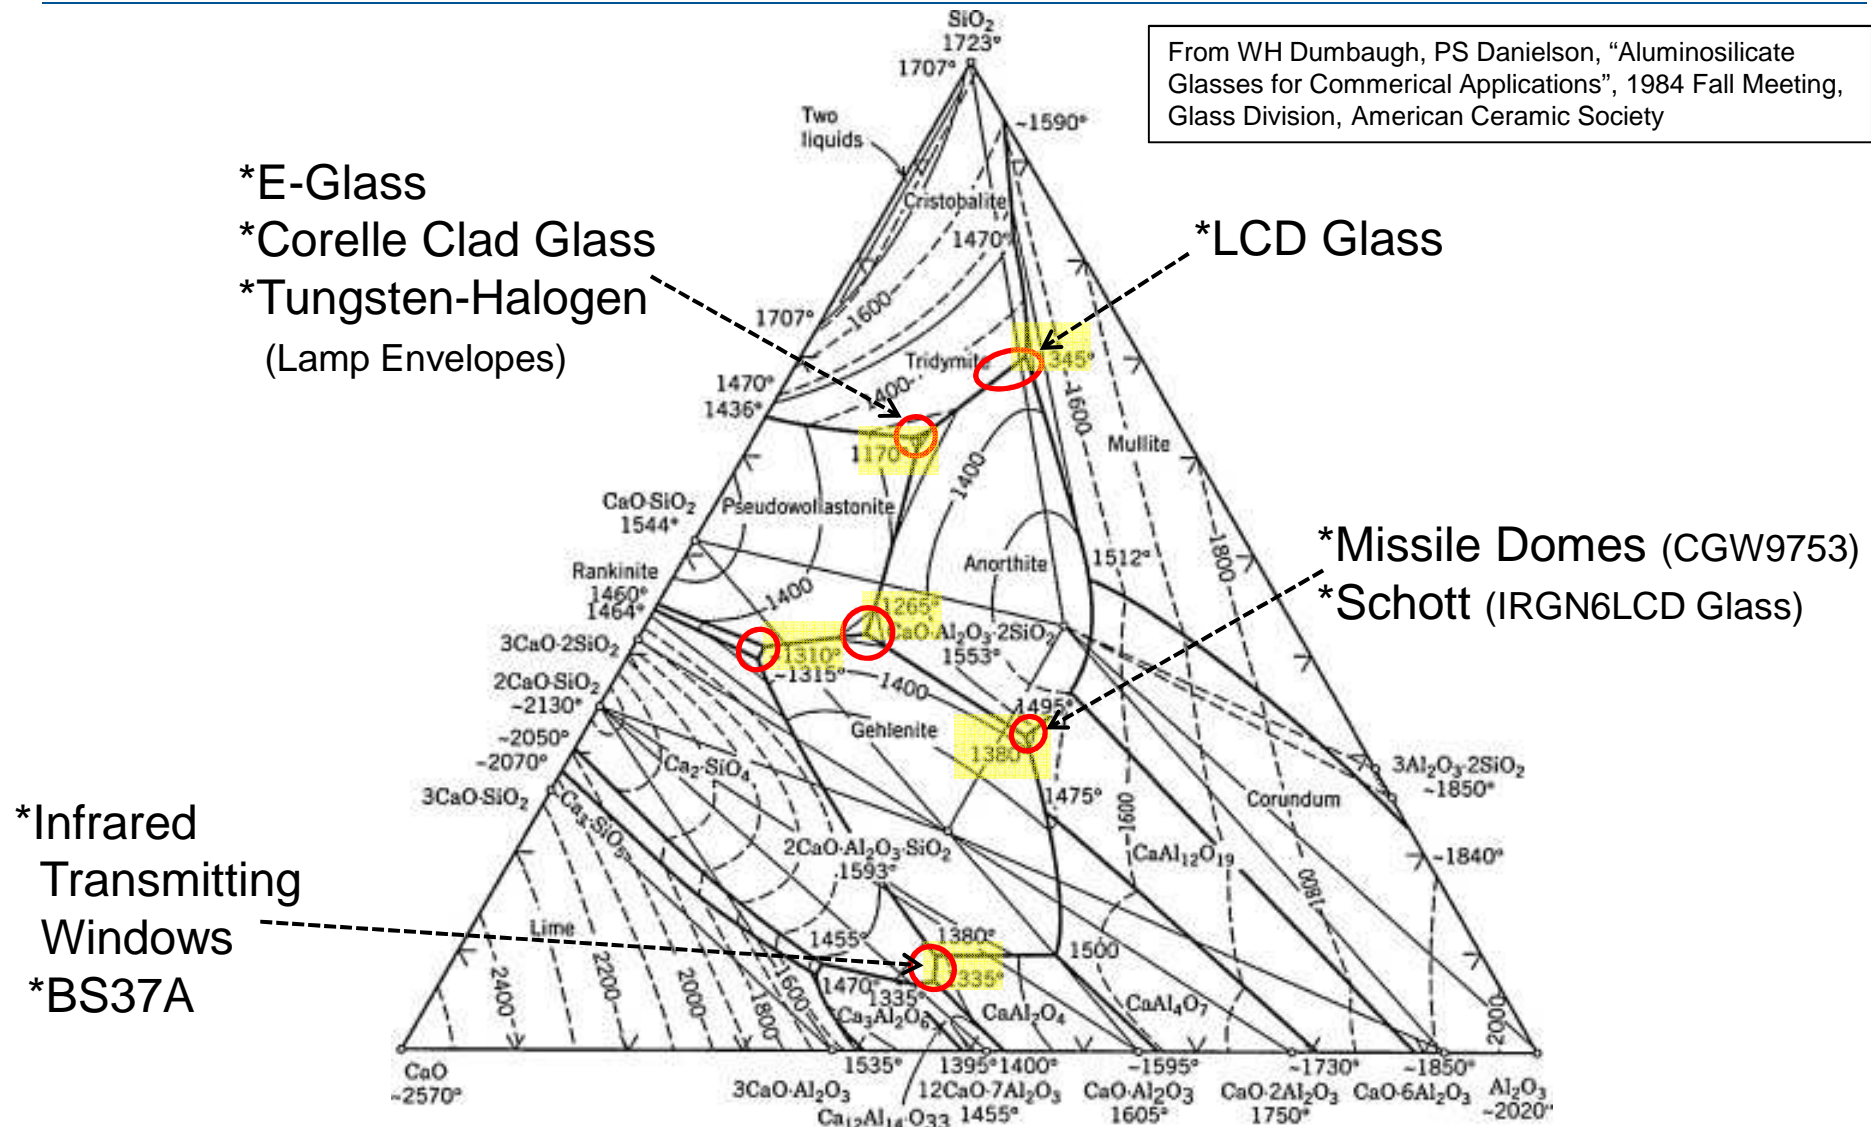 SiO₂
1723°
1707°
From WH Dumbaugh, PS Danielson, “Aluminosilicate
Glasses for Commerical Applications”, 1984 Fall Meeting,
Glass Division, American Ceramic Society
Two
liquids
~1590°
*E-Glass
*Corelle Clad Glass
*Tungsten-Halogen
(Lamp Envelopes)
Cristobalite
1470°
*LCD Glass
1707°
1600
Tridymite
1345°
1470°
1436°
1400
1600
1170°
Mullite
1400
CaO·SiO₂
1544°
Pseudowollastonite
1800
*Missile Domes (CGW9753)
*Schott (IRGN6LCD Glass)
Anorthite
1512°
Rankinite
1460°
1464°
1400
1265°
3CaO·2SiO₂
CaO·Al₂O₃·2SiO₂
1553°
~1310°
~1315°
2CaO·SiO₂
~2130°
1400
1495°
Gehlenite
~2050°
~2070°
1380°
Ca₂·SiO₄
3Al₂O₃·2SiO₂
~1850°
3CaO·SiO₂
Ca₃·SiO₅
1475°
Corundum
1600
*Infrared
Transmitting
Windows
*BS37A
2CaO·Al₂O₃·SiO₂
1593°
CaAl₁₂O₁₉
~1840°
1800
Lime
1455°
1380°
1500
2400
2200
2000
1800
1600
1470°
1335°
1335°
Ca₃Al₂O₆
CaAl₂O₄
CaAl₄O₇
2000
CaO
~2570°
1535°
1395°
1400°
~1595°
~1730°
~1850°
3CaO·Al₂O₃
12CaO·7Al₂O₃
CaO·Al₂O₃
CaO·2Al₂O₃
CaO·6Al₂O₃
Al₂O₃
~2020°
Ca₁₂Al₁₄O₃₃
1455°
1605°
1750°